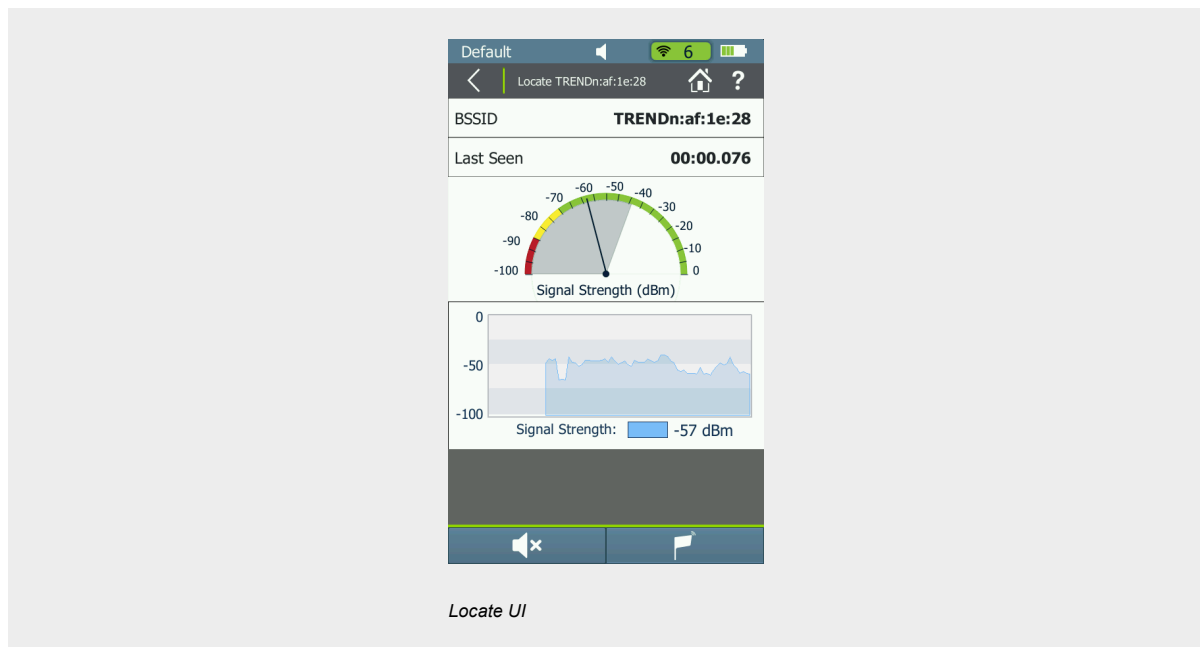 Default 6
Locate TRENDn:af:1e:28 ?
BSSID TRENDn:af:1e:28
Last Seen 00:00.076
-100 -90 -80 -70 -60 -50 -40 -30 -20 -10 0
Signal Strength (dBm)
0
-50
-100
Signal Strength: -57 dBm
Locate UI